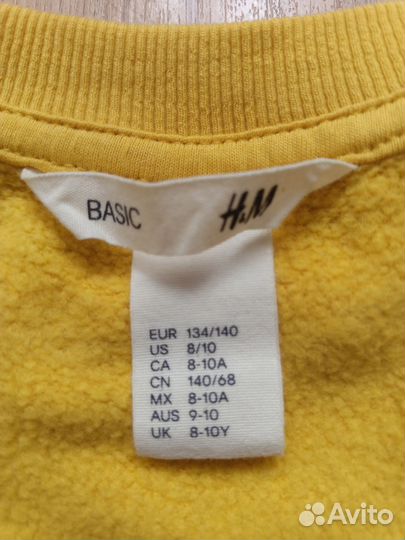 BASIC H&M
EUR 134/140
US 8/10
CA 8-10A
CN 140/68
MX 8-10A
AUS 9-10
UK 8-10Y
Avito